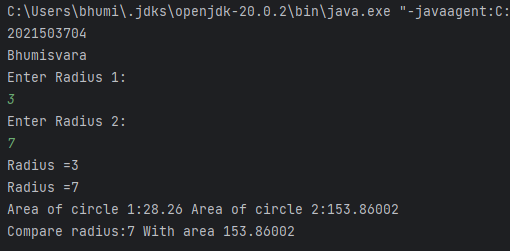 C:\Users\bhumi\.jdks\openjdk-20.0.2\bin\java.exe "-javaagent:C:
2021503704
Bhumisvara
Enter Radius 1:
3
Enter Radius 2:
7
Radius =3
Radius =7
Area of circle 1:28.26 Area of circle 2:153.86002
Compare radius:7 With area 153.86002